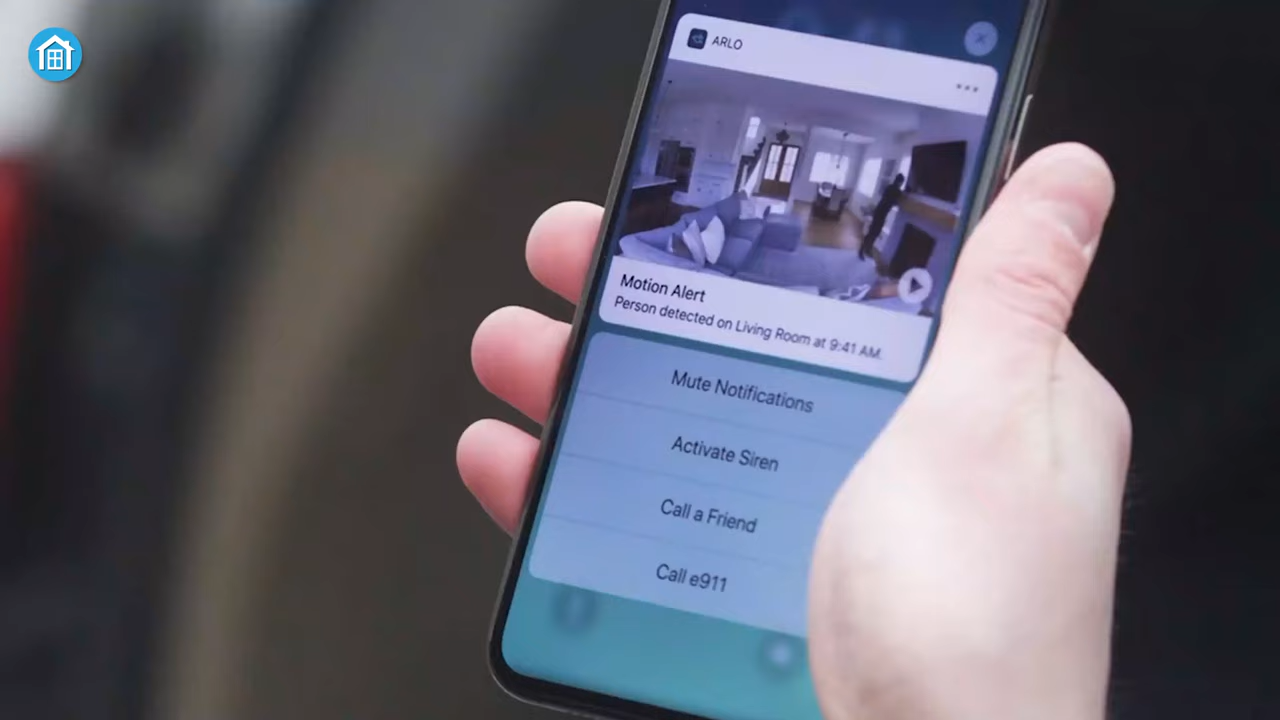 ARLO
Motion Alert
Person detected on Living Room at 9:41 AM.
Mute Notifications
Activate Siren
Call a Friend
Call e911